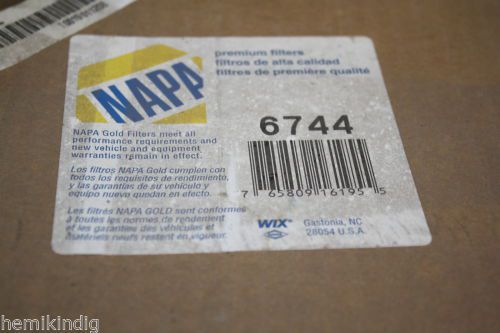 NAPA
premium filters
filtros de alta calidad
filtres de première qualité
6744
7 65809 16195 5
NAPA Gold Filters meet all
performance requirements and
new vehicle and equipment
warranties remain in effect.
Los filtros NAPA Gold cumplen con
todos los requisitos de rendimiento,
y las garantías de su vehículo y
equipo nuevo quedan en efecto.
Les filtrés NAPA GOLD sont conformes
à toutes les normes de rendement
et les garanties des véhicules et
matériels neufs restent en vigueur.
WIX®
Gastonia, NC
28054 U.S.A.
hemikindig